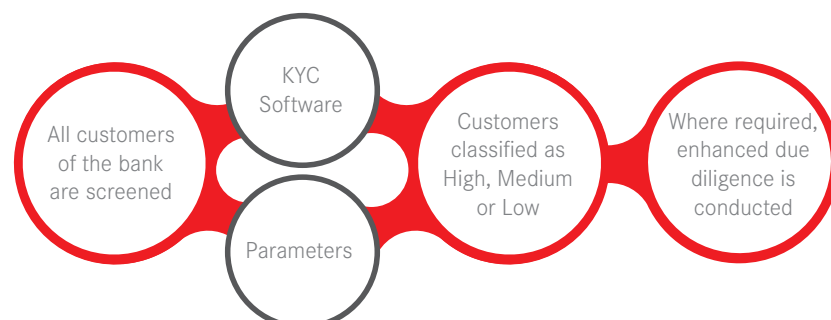 All customers
of the bank
are screened
KYC
Software
Parameters
Customers
classified as
High, Medium
or Low
Where required,
enhanced due
diligence is
conducted